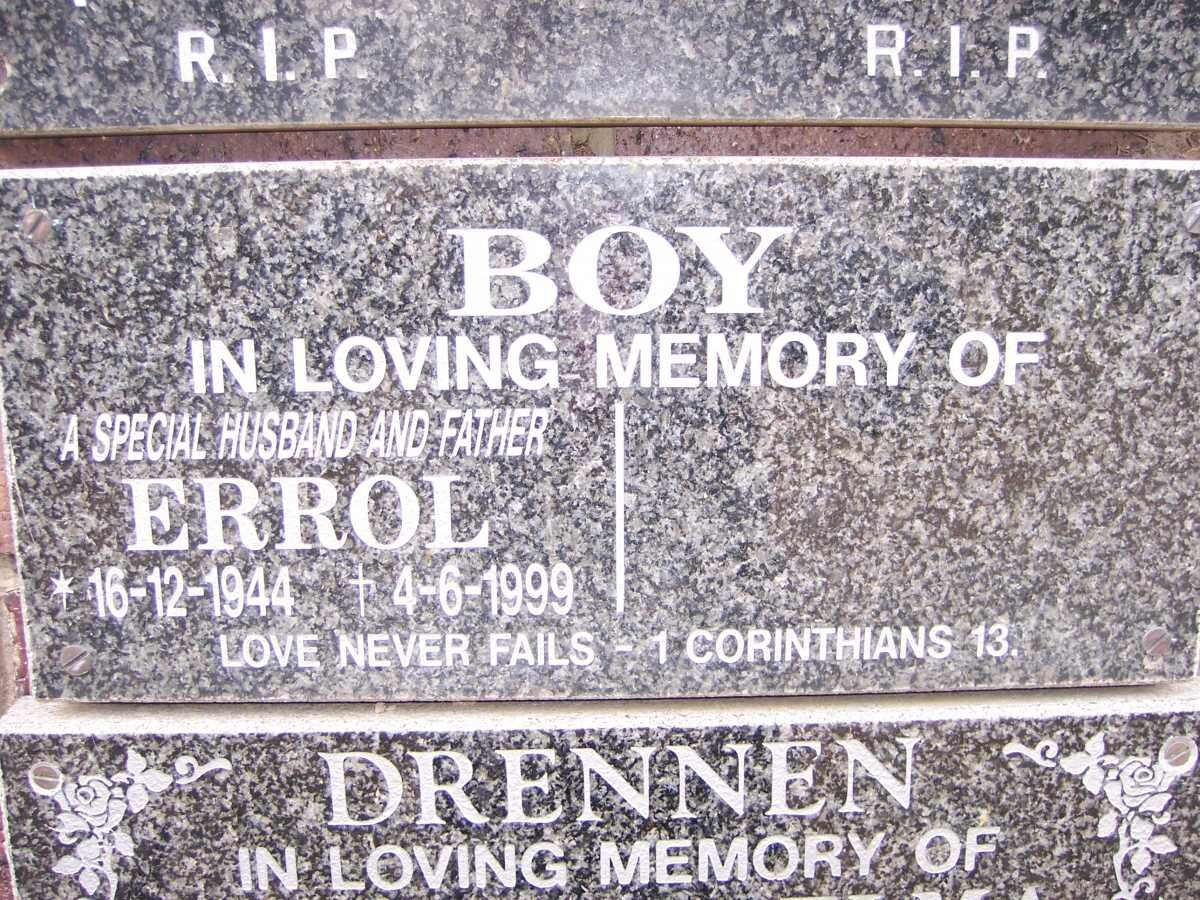 R. I. P. R. I. P.
BOY
IN LOVING MEMORY OF
A SPECIAL HUSBAND AND FATHER
ERROL
* 16-12-1944 † 4-6-1999
LOVE NEVER FAILS - 1 CORINTHIANS 13.
DRENNEN
IN LOVING MEMORY OF